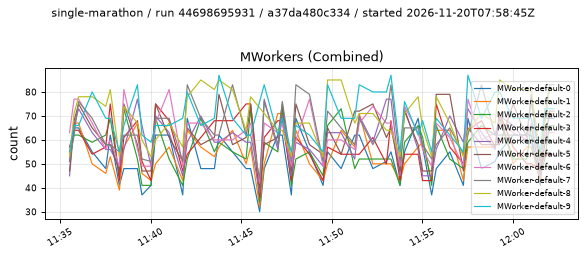 single-marathon / run 44698695931 / a37da480c334 / started 2026-11-20T07:58:45Z
MWorkers (Combined)
count
80
70
60
50
40
30
11:35
11:40
11:45
11:50
11:55
12:00
MWorker-default-0
MWorker-default-1
MWorker-default-2
MWorker-default-3
MWorker-default-4
MWorker-default-5
MWorker-default-6
MWorker-default-7
MWorker-default-8
MWorker-default-9